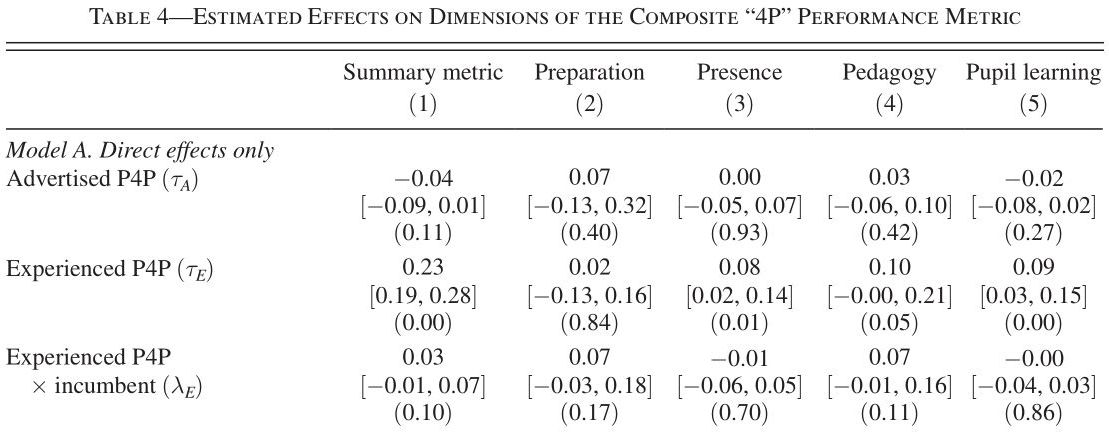 TABLE 4—ESTIMATED EFFECTS ON DIMENSIONS OF THE COMPOSITE “4P” PERFORMANCE METRIC
Summary metric Preparation Presence Pedagogy Pupil learning
(1) (2) (3) (4) (5)
Model A. Direct effects only
Advertised P4P (τA) −0.04 0.07 0.00 0.03 −0.02
[−0.09, 0.01] [−0.13, 0.32] [−0.05, 0.07] [−0.06, 0.10] [−0.08, 0.02]
(0.11) (0.40) (0.93) (0.42) (0.27)
Experienced P4P (τE) 0.23 0.02 0.08 0.10 0.09
[0.19, 0.28] [−0.13, 0.16] [0.02, 0.14] [−0.00, 0.21] [0.03, 0.15]
(0.00) (0.84) (0.01) (0.05) (0.00)
Experienced P4P 0.03 0.07 −0.01 0.07 −0.00
× incumbent (λE) [−0.01, 0.07] [−0.03, 0.18] [−0.06, 0.05] [−0.01, 0.16] [−0.04, 0.03]
(0.10) (0.17) (0.70) (0.11) (0.86)